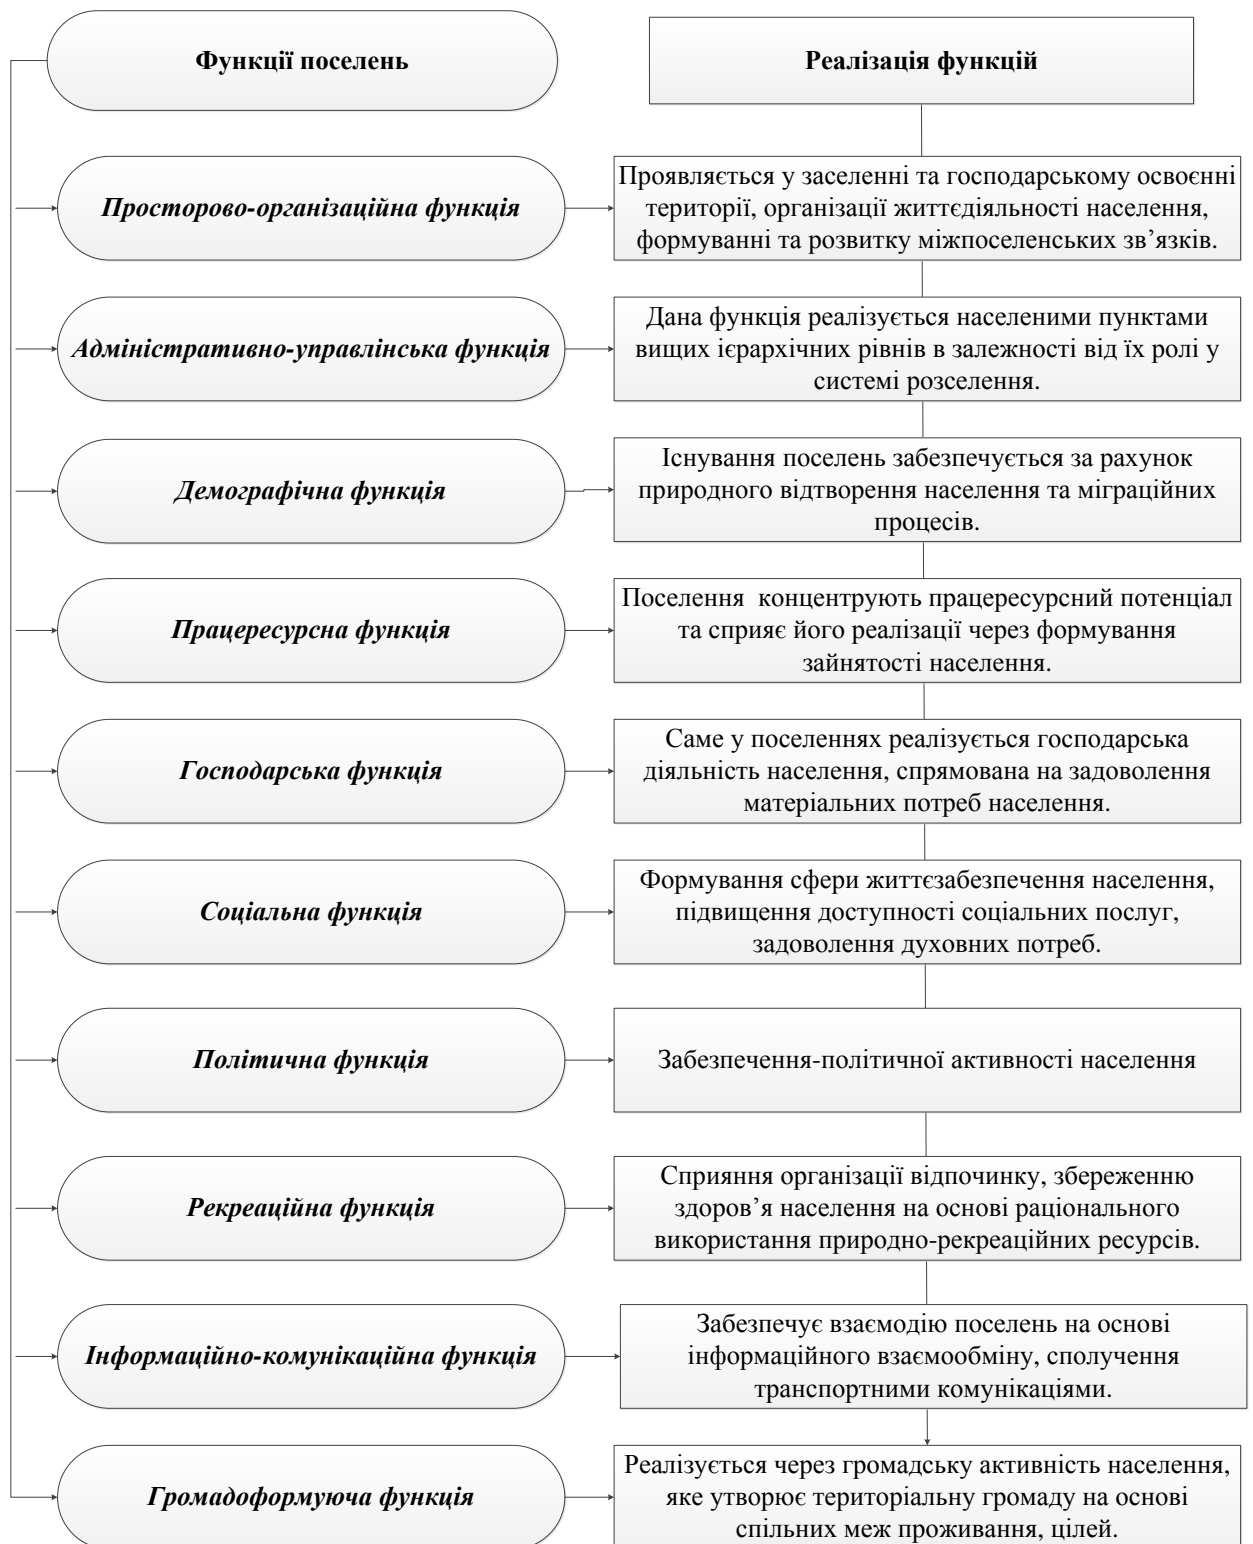 Функції поселень
Реалізація функцій
Просторово-організаційна функція
Проявляється у заселенні та господарському освоєнні
території, організації життєдіяльності населення,
формуванні та розвитку міжпоселенських зв’язків.
Адміністративно-управлінська функція
Дана функція реалізується населеними пунктами
вищих ієрархічних рівнів в залежності від їх ролі у
системі розселення.
Демографічна функція
Існування поселень забезпечується за рахунок
природного відтворення населення та міграційних
процесів.
Працересурсна функція
Поселення  концентрують працересурсний потенціал
та сприяє його реалізації через формування
зайнятості населення.
Господарська функція
Саме у поселеннях реалізується господарська
діяльність населення, спрямована на задоволення
матеріальних потреб населення.
Соціальна функція
Формування сфери життєзабезпечення населення,
підвищення доступності соціальних послуг,
задоволення духовних потреб.
Політична функція
Забезпечення-політичної активності населення
Рекреаційна функція
Сприяння організації відпочинку, збереженню
здоров’я населення на основі раціонального
використання природно-рекреаційних ресурсів.
Інформаційно-комунікаційна функція
Забезпечує взаємодію поселень на основі
інформаційного взаємообміну, сполучення
транспортними комунікаціями.
Громадоформуюча функція
Реалізується через громадську активність населення,
яке утворює територіальну громаду на основі
спільних меж проживання, цілей.